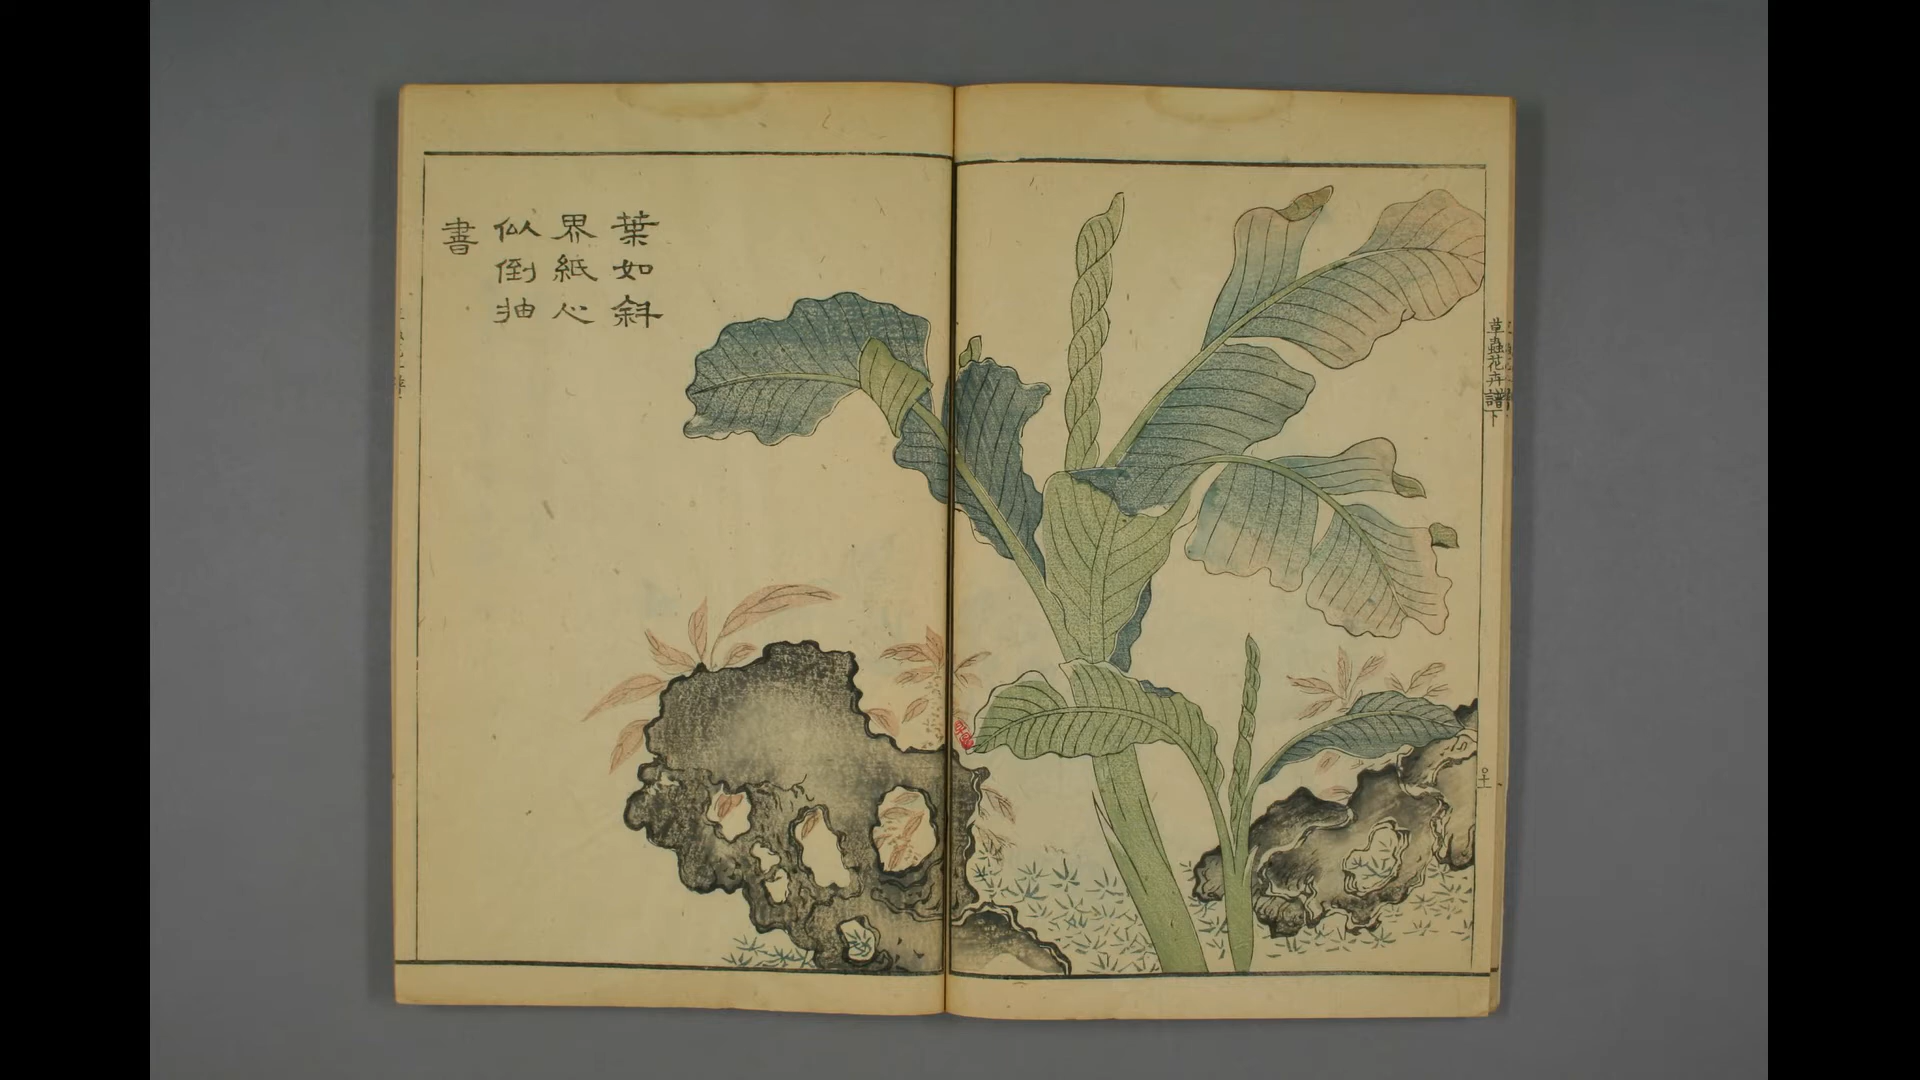 葉如斜
界紙心
似倒抽
書
草蟲花卉譜下